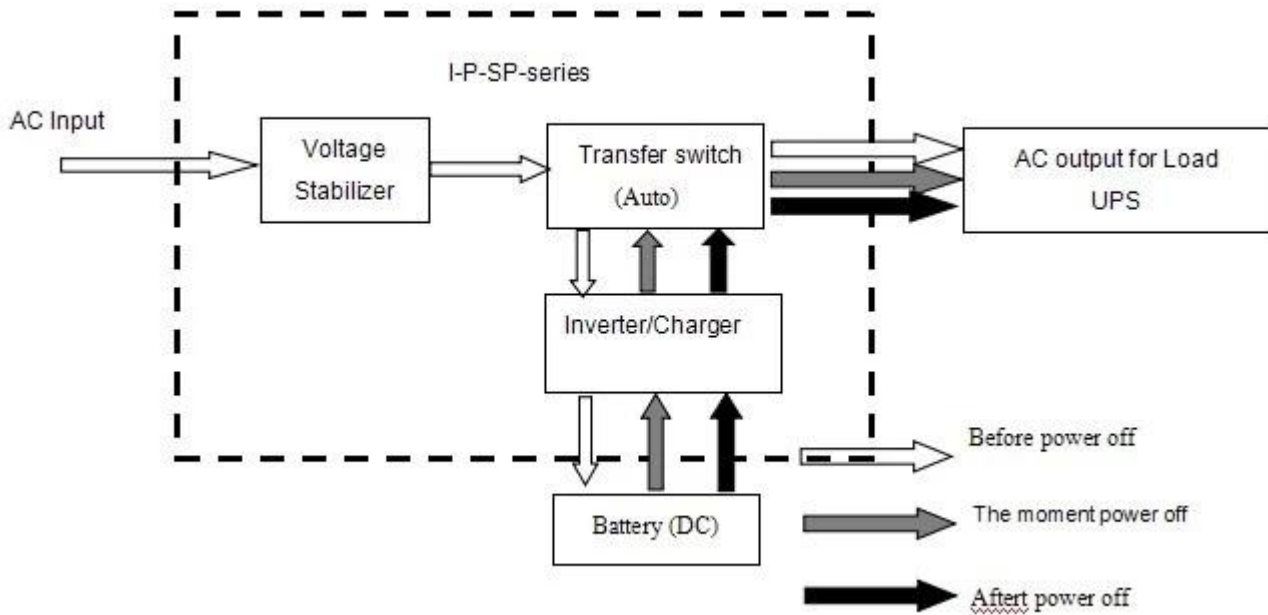 I-P-SP-series
AC Input
Voltage
Stabilizer
Transfer switch
(Auto)
AC output for Load
UPS
Inverter/Charger
Battery (DC)
Before power off
The moment power off
Aftert power off